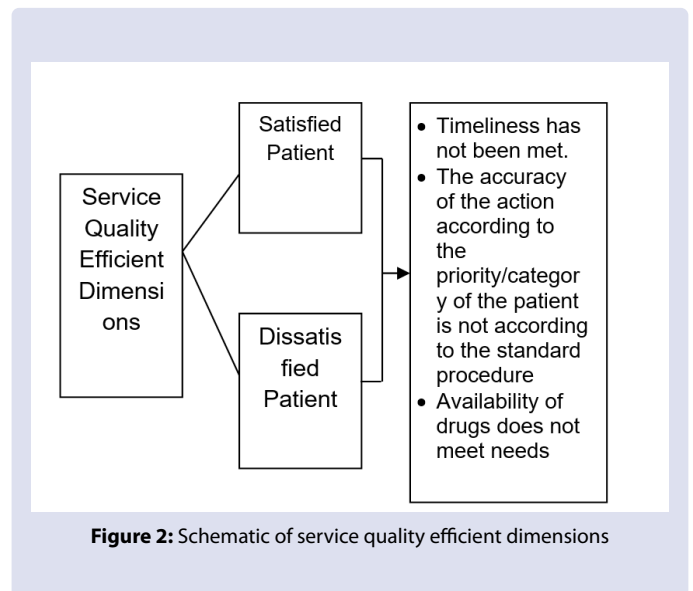 Service
Quality
Efficient
Dimensi
ons
Satisfied
Patient
Dissatis
fied
Patient
• Timeliness has
not been met.
• The accuracy
of the action
according to
the
priority/categor
y of the patient
is not according
to the standard
procedure
• Availability of
drugs does not
meet needs
Figure 2: Schematic of service quality efficient dimensions